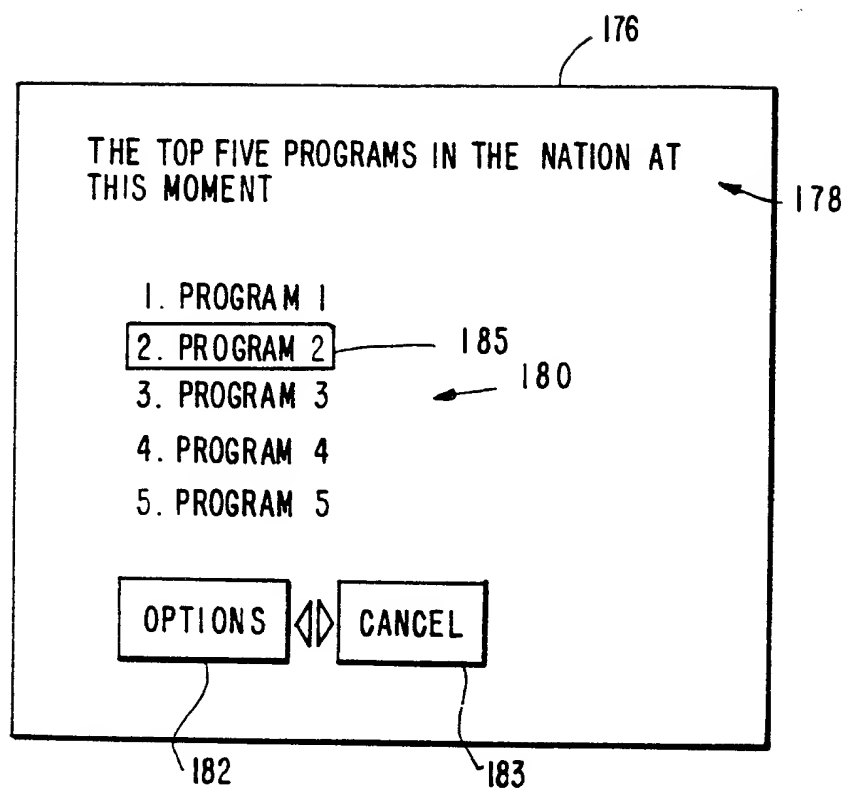 176
THE TOP FIVE PROGRAMS IN THE NATION AT
THIS MOMENT
178
1. PROGRAM 1
2. PROGRAM 2
185
3. PROGRAM 3
180
4. PROGRAM 4
5. PROGRAM 5
OPTIONS
CANCEL
182
183